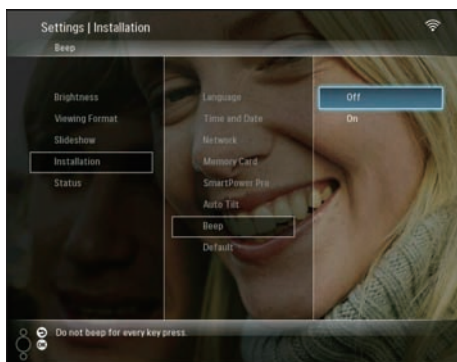 Settings | Installation
Beep
Brightness
Viewing Format
Slideshow
Installation
Status
Language
Time and Date
Network
Memory Card
SmartPower Pro
Auto Tilt
Beep
Default
Off
On
Do not beep for every key press.
OK